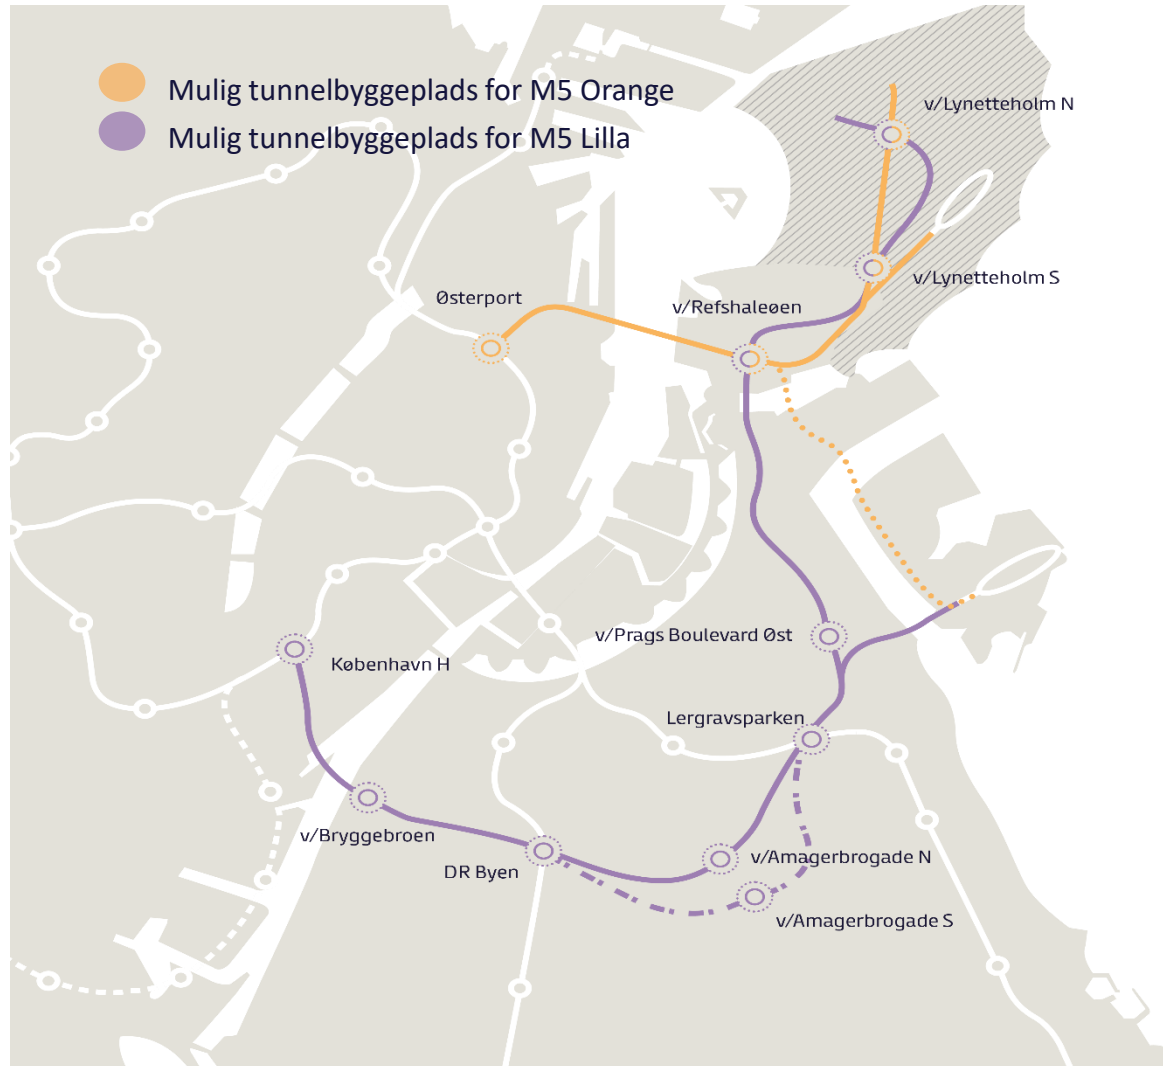 Mulig tunnelbyggeplads for M5 Orange
Mulig tunnelbyggeplads for M5 Lilla
v/Lynetteholm N
v/Lynetteholm S
Østerport
v/Refshaleøen
v/Prags Boulevard Øst
København H
Lergravsparken
v/Bryggebroen
v/Amagerbrogade N
DR Byen
v/Amagerbrogade S